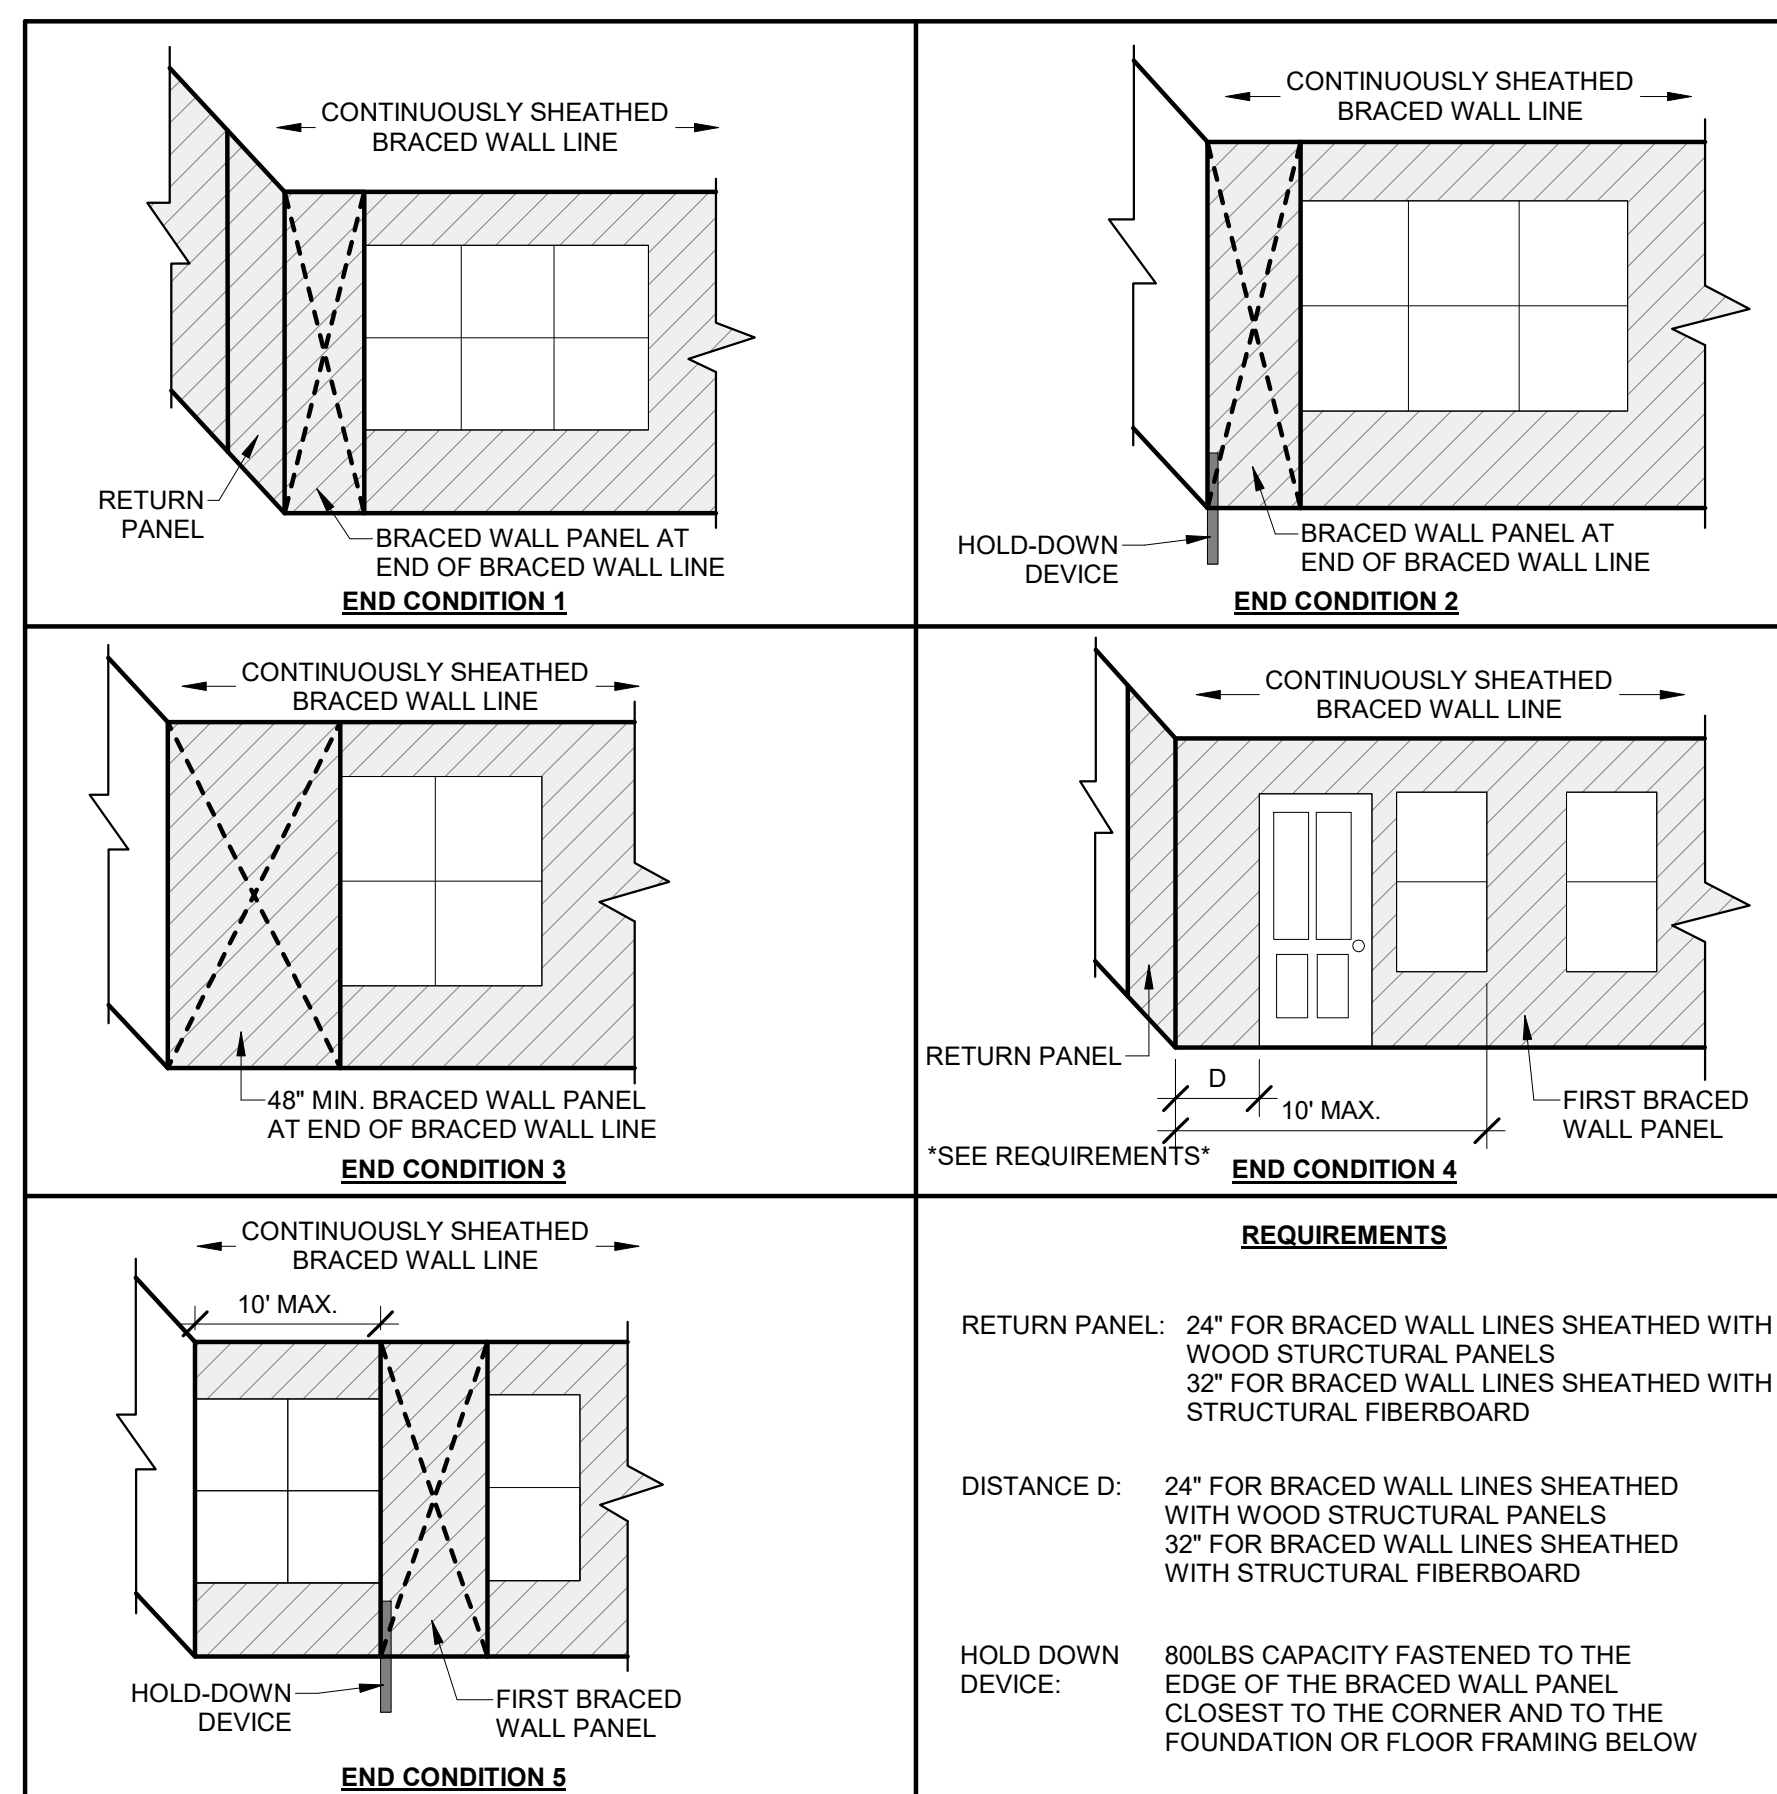 CONTINUOUSLY SHEATHED
BRACED WALL LINE
RETURN
PANEL
BRACED WALL PANEL AT
END OF BRACED WALL LINE
END CONDITION 1
CONTINUOUSLY SHEATHED
BRACED WALL LINE
HOLD-DOWN
DEVICE
BRACED WALL PANEL AT
END OF BRACED WALL LINE
END CONDITION 2
CONTINUOUSLY SHEATHED
BRACED WALL LINE
48" MIN. BRACED WALL PANEL
AT END OF BRACED WALL LINE
END CONDITION 3
CONTINUOUSLY SHEATHED
BRACED WALL LINE
RETURN PANEL
D
10' MAX.
FIRST BRACED
WALL PANEL
*SEE REQUIREMENTS*
END CONDITION 4
CONTINUOUSLY SHEATHED
BRACED WALL LINE
10' MAX.
HOLD-DOWN
DEVICE
FIRST BRACED
WALL PANEL
END CONDITION 5
REQUIREMENTS
RETURN PANEL: 24" FOR BRACED WALL LINES SHEATHED WITH
WOOD STURCTURAL PANELS
32" FOR BRACED WALL LINES SHEATHED WITH
STRUCTURAL FIBERBOARD
DISTANCE D: 24" FOR BRACED WALL LINES SHEATHED
WITH WOOD STRUCTURAL PANELS
32" FOR BRACED WALL LINES SHEATHED
WITH STRUCTURAL FIBERBOARD
HOLD DOWN 800LBS CAPACITY FASTENED TO THE
DEVICE: EDGE OF THE BRACED WALL PANEL
CLOSEST TO THE CORNER AND TO THE
FOUNDATION OR FLOOR FRAMING BELOW